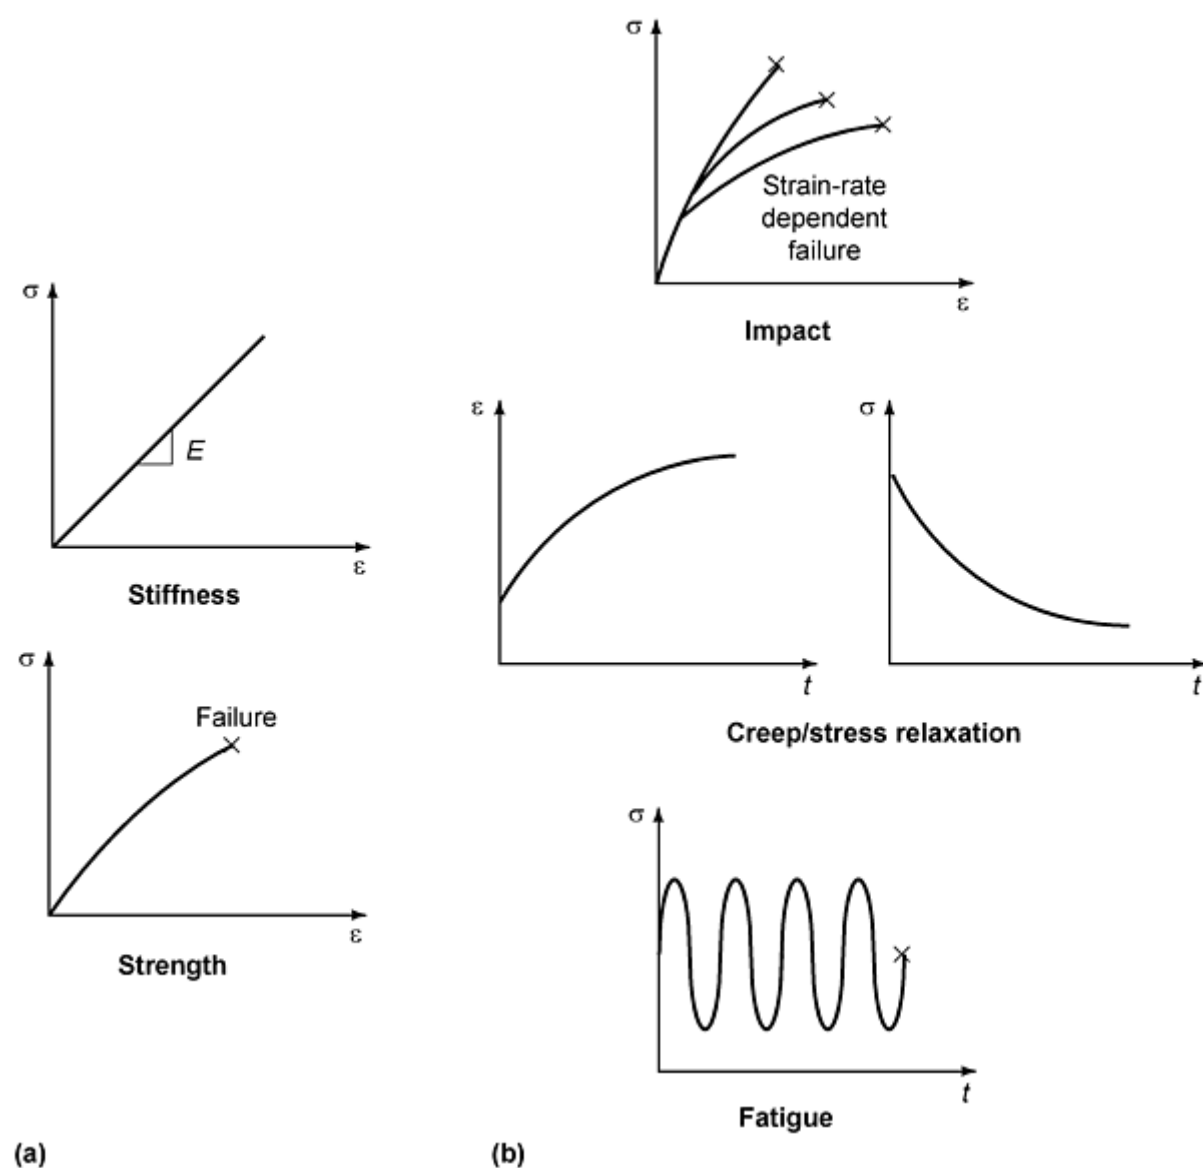 σ
E
ε
Stiffness
σ
Failure
ε
Strength
(a)
σ
Strain-rate
dependent
failure
ε
Impact
ε
t
σ
t
Creep/stress relaxation
σ
t
Fatigue
(b)